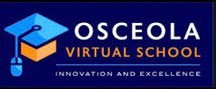 OSCEOLA
VIRTUAL SCHOOL
INNOVATION AND EXCELLENCE